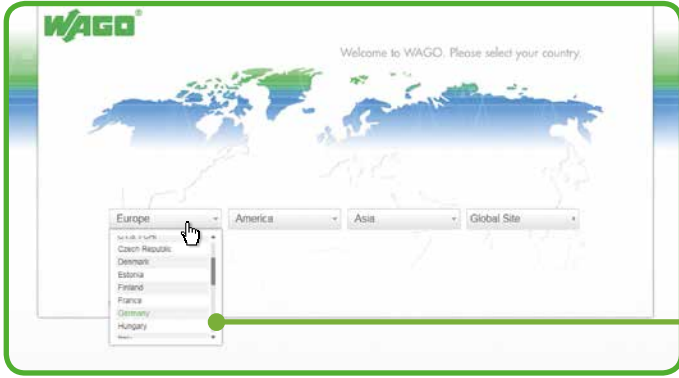 WAGO®
Welcome to WAGO. Please select your country.
Europe America Asia Global Site
Czech Republic
Denmark
Estonia
Finland
France
Germany
Hungary